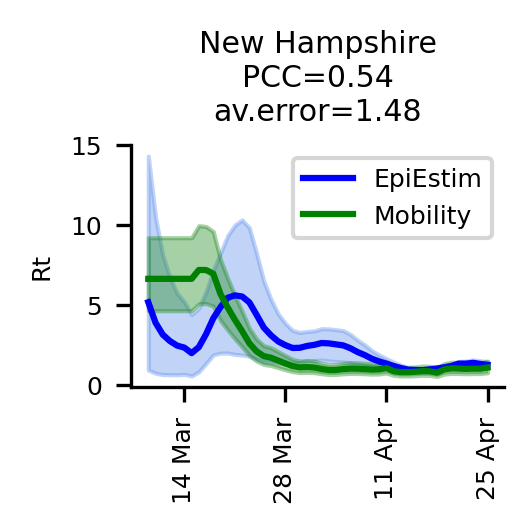 New Hampshire
PCC=0.54
av.error=1.48
15
10
5
0
Rt
EpiEstim
Mobility
14 Mar
28 Mar
11 Apr
25 Apr